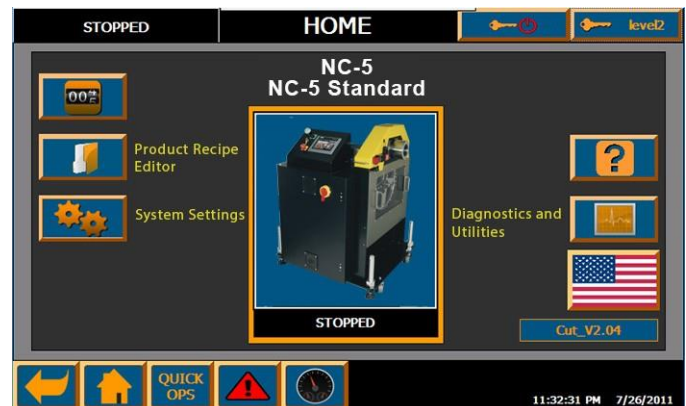 STOPPED
HOME
level2
NC-5
NC-5 Standard
Product Recipe
Editor
System Settings
?
Diagnostics and
Utilities
STOPPED
Cut_V2.04
QUICK
OPS
11:32:31 PM 7/26/2011